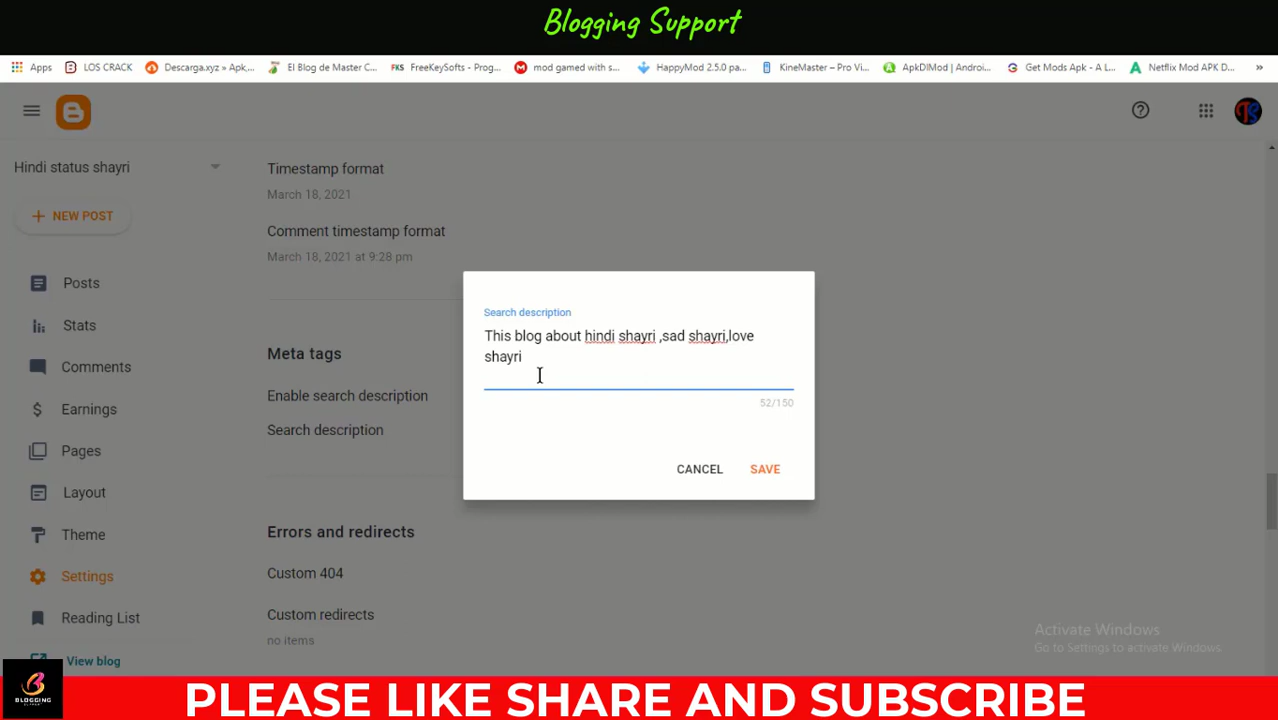 Blogging Support
Apps LOS CRACK Descarga.xyz » Apk,... El Blog de Master C... FKS FreeKeySofts - Prog... mod gamed with s... HappyMod 2.5.0 pa... KineMaster – Pro Vi... ApkDlMod | Androi... Get Mods Apk - A L... Netflix Mod APK D... »
Hindi status shayri
NEW POST
Posts
Stats
Comments
Earnings
Pages
Layout
Theme
Settings
Reading List
View blog
Timestamp format
March 18, 2021
Comment timestamp format
March 18, 2021 at 9:28 pm
Meta tags
Enable search description
Search description
Errors and redirects
Custom 404
Custom redirects
no items
Search description
This blog about hindi shayri ,sad shayri,love
shayri
52/150
CANCEL SAVE
Activate Windows
Go to Settings to activate Windows.
BLOGGING
PLEASE LIKE SHARE AND SUBSCRIBE